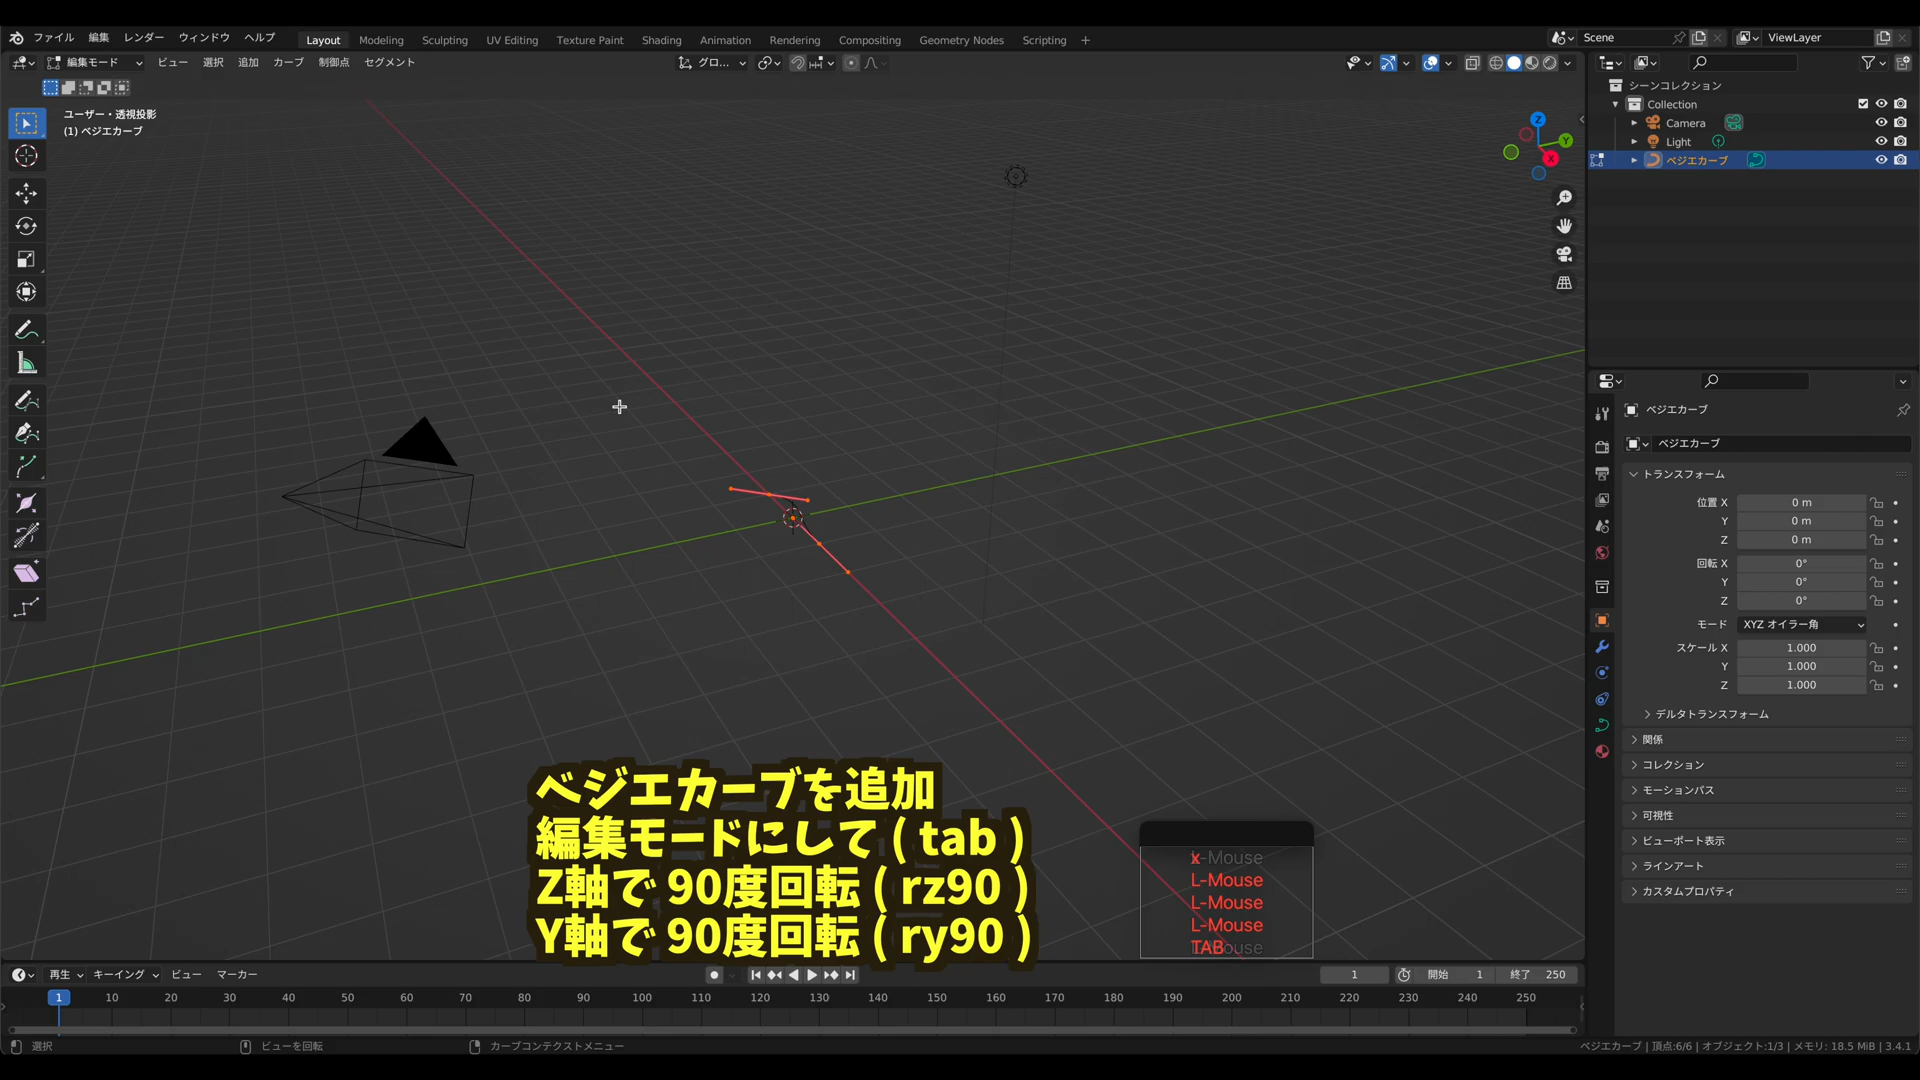 ファイル 編集 レンダー ウィンドウ ヘルプ Layout Modeling Sculpting UV Editing Texture Paint Shading Animation Rendering Compositing Geometry Nodes Scripting + Scene ViewLayer
編集モード ビュー 選択 追加 カーブ 制御点 セグメント グロ...
ユーザー・透視投影
(1) ベジエカーブ
Z
Y
X
シーンコレクション
Collection
Camera
Light
ベジエカーブ
ベジエカーブ
ベジエカーブ
トランスフォーム
位置 X 0 m
Y 0 m
Z 0 m
回転 X 0°
Y 0°
Z 0°
モード XYZ オイラー角
スケール X 1.000
Y 1.000
Z 1.000
デルタトランスフォーム
関係
コレクション
モーションパス
可視性
ビューポート表示
ラインアート
カスタムプロパティ
ベジエカーブを追加
編集モードにして ( tab )
Z軸で 90度回転 ( rz90 )
Y軸で 90度回転 ( ry90 )
L-Mouse
L-Mouse
L-Mouse
TAB
再生 キーイング ビュー マーカー 1 開始 1 終了 250
1 10 20 30 40 50 60 70 80 90 100 110 120 130 140 150 160 170 180 190 200 210 220 230 240 250
選択 ビューを回転 カーブコンテクストメニュー ベジエカーブ | 頂点:6/6 | オブジェクト:1/3 | メモリ: 18.5 MiB | 3.4.1